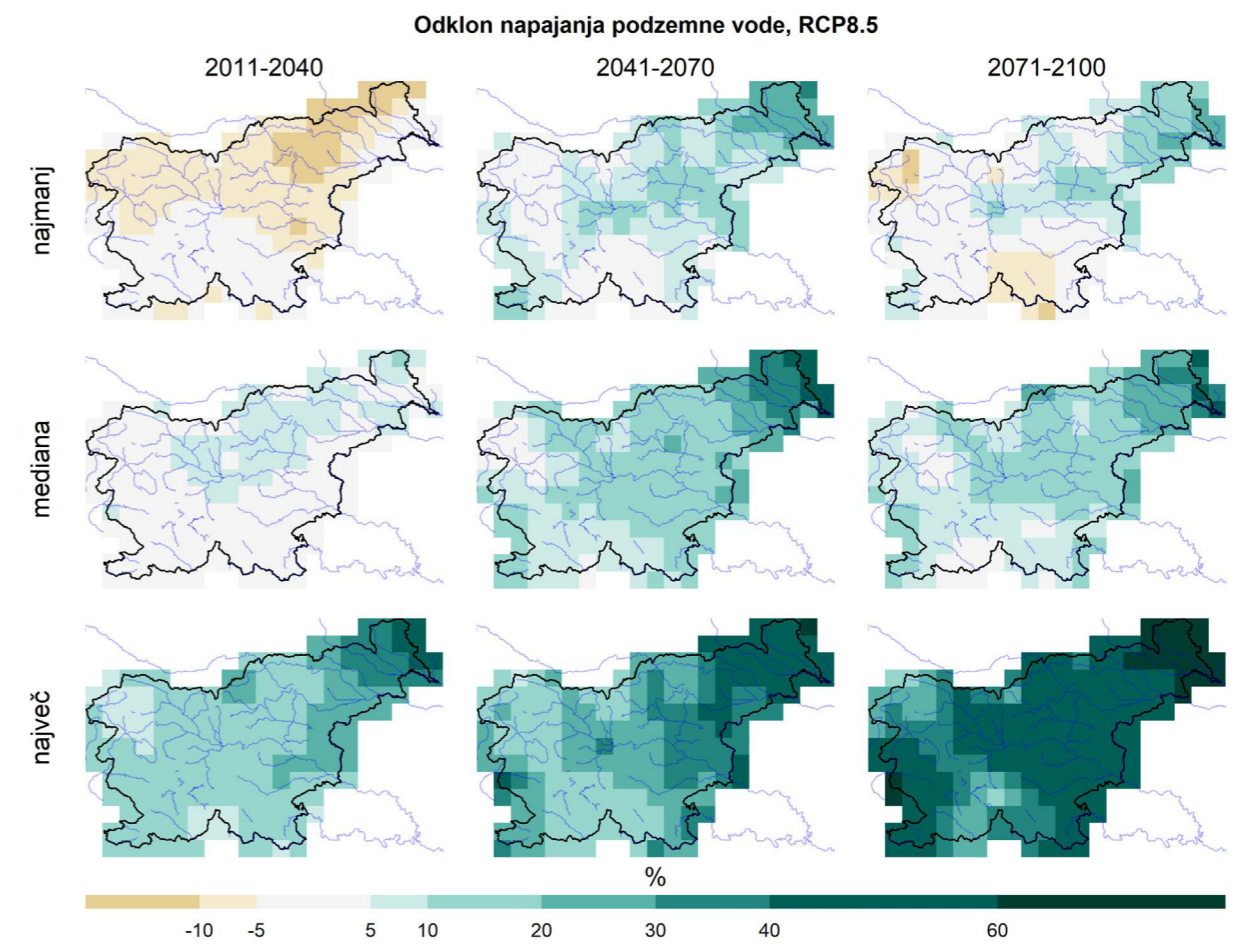 Odklon napajanja podzemne vode, RCP8.5
2011-2040 2041-2070 2071-2100
najmanj
mediana
največ
%
-10 -5 5 10 20 30 40 60